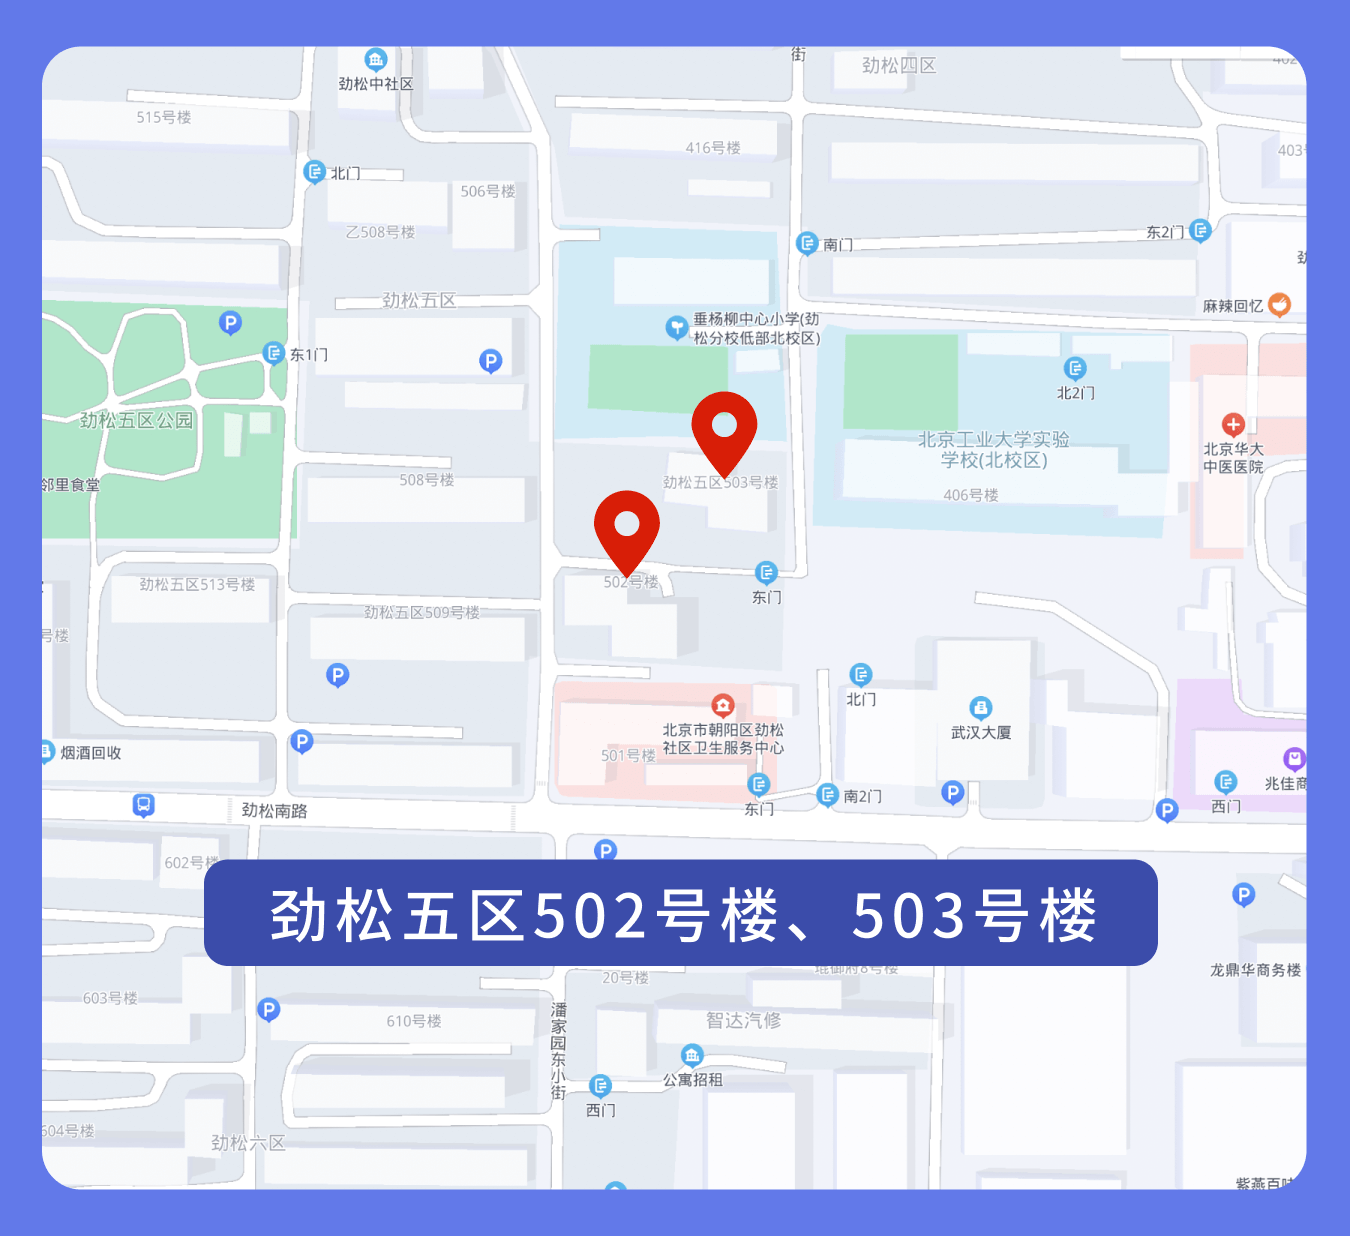 街
劲松四区
劲松中社区
515号楼
416号楼
北门
506号楼
乙508号楼
东2门
南门
麻辣回忆
劲松五区
垂杨柳中心小学(劲
松分校低部北校区)
东1门
北2门
劲松五区公园
北京工业大学实验
学校(北校区)
北京华大
中医医院
邻里食堂
508号楼
劲松五区503号楼
406号楼
劲松五区513号楼
502号楼
东门
劲松五区509号楼
号楼
北门
武汉大厦
北京市朝阳区劲松
社区卫生服务中心
501号楼
烟酒回收
兆佳商
西门
南2门
东门
劲松南路
602号楼
劲松五区502号楼、503号楼
20号楼
龙鼎华商务楼
603号楼
610号楼
潘家园东小街
智达汽修
公寓招租
西门
604号楼
劲松六区